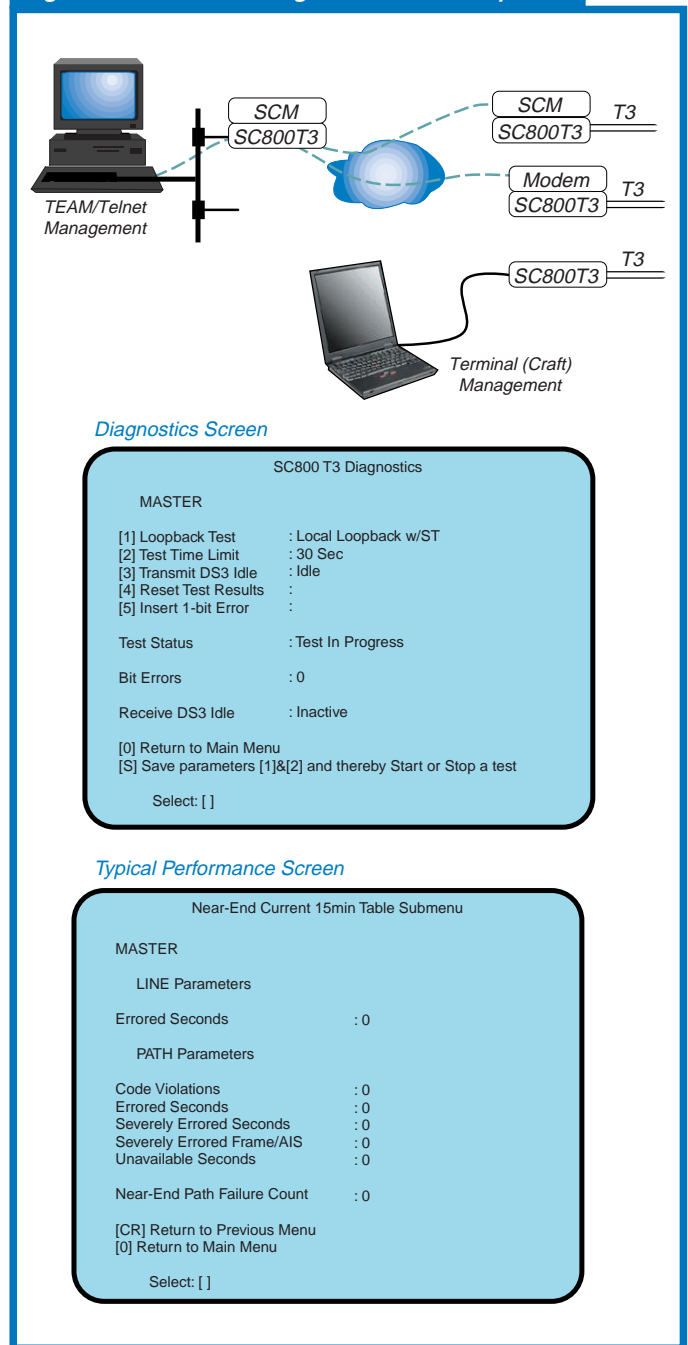 SCM
SC800T3
SCM
SC800T3
T3
Modem
SC800T3
T3
TEAM/Telnet
Management
SC800T3
T3
Terminal (Craft)
Management
Diagnostics Screen
SC800 T3 Diagnostics
MASTER
[1] Loopback Test : Local Loopback w/ST
[2] Test Time Limit : 30 Sec
[3] Transmit DS3 Idle : Idle
[4] Reset Test Results :
[5] Insert 1-bit Error :
Test Status : Test In Progress
Bit Errors : 0
Receive DS3 Idle : Inactive
[0] Return to Main Menu
[S] Save parameters [1]&[2] and thereby Start or Stop a test
Select: [ ]
Typical Performance Screen
Near-End Current 15min Table Submenu
MASTER
LINE Parameters
Errored Seconds : 0
PATH Parameters
Code Violations : 0
Errored Seconds : 0
Severely Errored Seconds : 0
Severely Errored Frame/AIS : 0
Unavailable Seconds : 0
Near-End Path Failure Count : 0
[CR] Return to Previous Menu
[0] Return to Main Menu
Select: [ ]